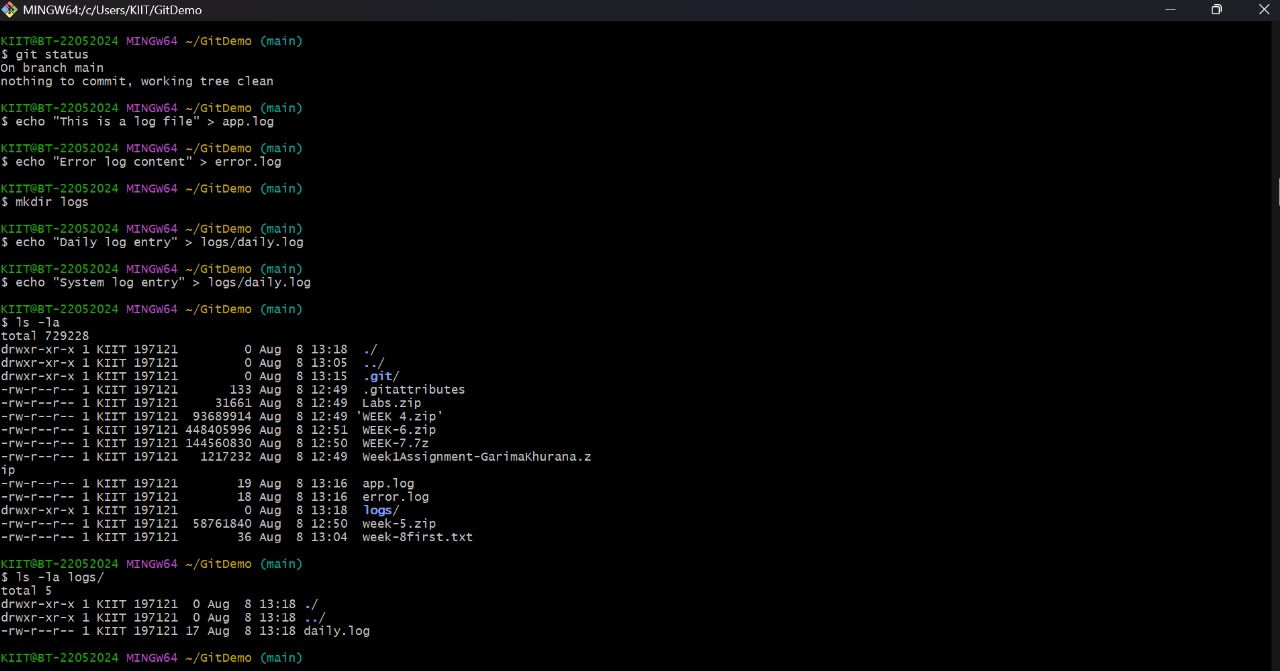 MINGW64:/c/Users/KIIT/GitDemo
KIIT@BT-22052024 MINGW64 ~/GitDemo (main)
$ git status
On branch main
nothing to commit, working tree clean
KIIT@BT-22052024 MINGW64 ~/GitDemo (main)
$ echo "This is a log file" > app.log
KIIT@BT-22052024 MINGW64 ~/GitDemo (main)
$ echo "Error log content" > error.log
KIIT@BT-22052024 MINGW64 ~/GitDemo (main)
$ mkdir logs
KIIT@BT-22052024 MINGW64 ~/GitDemo (main)
$ echo "Daily log entry" > logs/daily.log
KIIT@BT-22052024 MINGW64 ~/GitDemo (main)
$ echo "System log entry" > logs/daily.log
KIIT@BT-22052024 MINGW64 ~/GitDemo (main)
$ ls -la
total 729228
drwxr-xr-x 1 KIIT 197121         0 Aug  8 13:18  ./
drwxr-xr-x 1 KIIT 197121         0 Aug  8 13:05  ../
drwxr-xr-x 1 KIIT 197121         0 Aug  8 13:15  .git/
-rw-r--r-- 1 KIIT 197121       133 Aug  8 12:49  .gitattributes
-rw-r--r-- 1 KIIT 197121     31661 Aug  8 12:49  Labs.zip
-rw-r--r-- 1 KIIT 197121  93689914 Aug  8 12:49 'WEEK 4.zip'
-rw-r--r-- 1 KIIT 197121 448405996 Aug  8 12:51  WEEK-6.zip
-rw-r--r-- 1 KIIT 197121 144560830 Aug  8 12:50  WEEK-7.7z
-rw-r--r-- 1 KIIT 197121   1217232 Aug  8 12:49  Week1Assignment-GarimaKhurana.z
ip
-rw-r--r-- 1 KIIT 197121        19 Aug  8 13:16  app.log
-rw-r--r-- 1 KIIT 197121        18 Aug  8 13:16  error.log
drwxr-xr-x 1 KIIT 197121         0 Aug  8 13:18  logs/
-rw-r--r-- 1 KIIT 197121  58761840 Aug  8 12:50  week-5.zip
-rw-r--r-- 1 KIIT 197121        36 Aug  8 13:04  week-8first.txt
KIIT@BT-22052024 MINGW64 ~/GitDemo (main)
$ ls -la logs/
total 5
drwxr-xr-x 1 KIIT 197121  0 Aug  8 13:18 ./
drwxr-xr-x 1 KIIT 197121  0 Aug  8 13:18 ../
-rw-r--r-- 1 KIIT 197121 17 Aug  8 13:18 daily.log
KIIT@BT-22052024 MINGW64 ~/GitDemo (main)